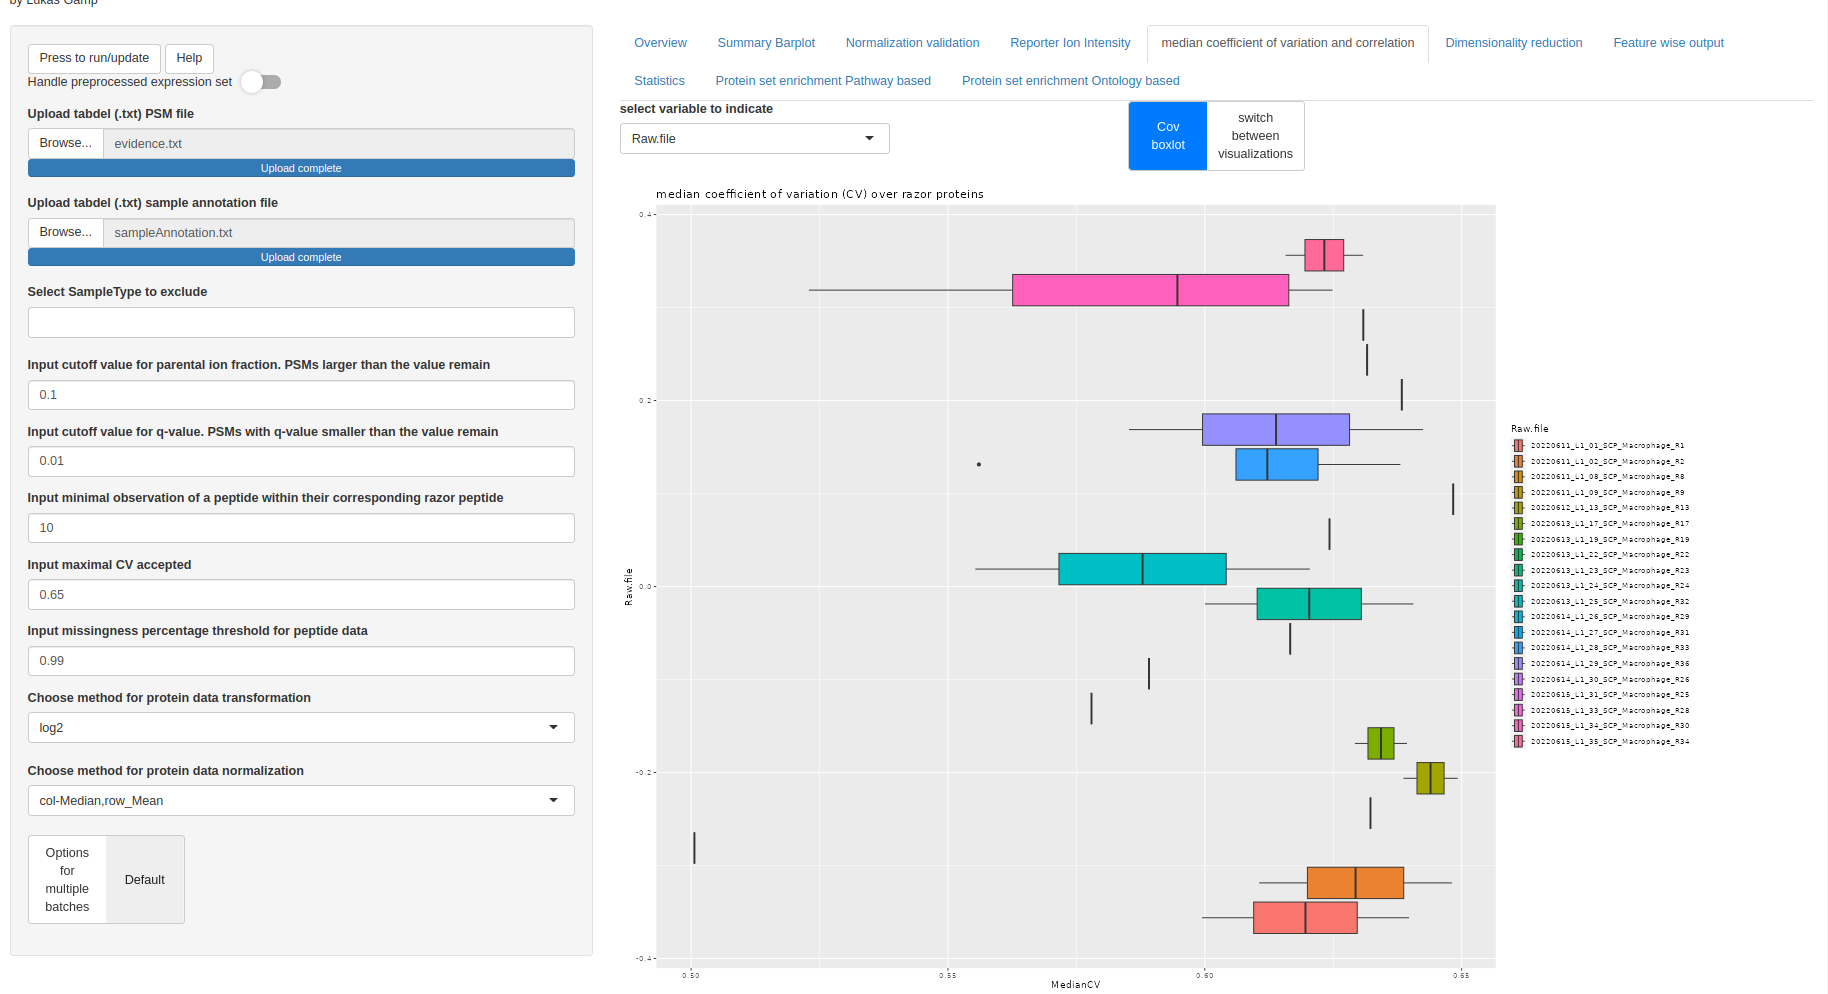 by Lukas Gamp
Press to run/update
Help
Handle preprocessed expression set
Upload tabdel (.txt) PSM file
Browse...
evidence.txt
Upload complete
Upload tabdel (.txt) sample annotation file
Browse...
sampleAnnotation.txt
Upload complete
Select SampleType to exclude
Input cutoff value for parental ion fraction. PSMs larger than the value remain
0.1
Input cutoff value for q-value. PSMs with q-value smaller than the value remain
0.01
Input minimal observation of a peptide within their corresponding razor peptide
10
Input maximal CV accepted
0.65
Input missingness percentage threshold for peptide data
0.99
Choose method for protein data transformation
log2
Choose method for protein data normalization
col-Median,row_Mean
Options
for
multiple
batches
Default
Overview
Summary Barplot
Normalization validation
Reporter Ion Intensity
median coefficient of variation and correlation
Dimensionality reduction
Feature wise output
Statistics
Protein set enrichment Pathway based
Protein set enrichment Ontology based
select variable to indicate
Raw.file
Cov
boxlot
switch
between
visualizations
median coefficient of variation (CV) over razor proteins
0.4
0.2
0.0
-0.2
-0.4
Raw.file
0.50
0.55
0.60
0.65
MedianCV
Raw.file
20220611_L1_01_SCP_Macrophage_R1
20220611_L1_02_SCP_Macrophage_R2
20220611_L1_08_SCP_Macrophage_R8
20220611_L1_09_SCP_Macrophage_R9
20220612_L1_13_SCP_Macrophage_R13
20220613_L1_17_SCP_Macrophage_R17
20220613_L1_19_SCP_Macrophage_R19
20220613_L1_22_SCP_Macrophage_R22
20220613_L1_23_SCP_Macrophage_R23
20220613_L1_24_SCP_Macrophage_R24
20220613_L1_25_SCP_Macrophage_R32
20220614_L1_26_SCP_Macrophage_R29
20220614_L1_27_SCP_Macrophage_R31
20220614_L1_28_SCP_Macrophage_R33
20220614_L1_29_SCP_Macrophage_R36
20220614_L1_30_SCP_Macrophage_R26
20220615_L1_31_SCP_Macrophage_R25
20220615_L1_33_SCP_Macrophage_R28
20220615_L1_34_SCP_Macrophage_R30
20220615_L1_35_SCP_Macrophage_R34